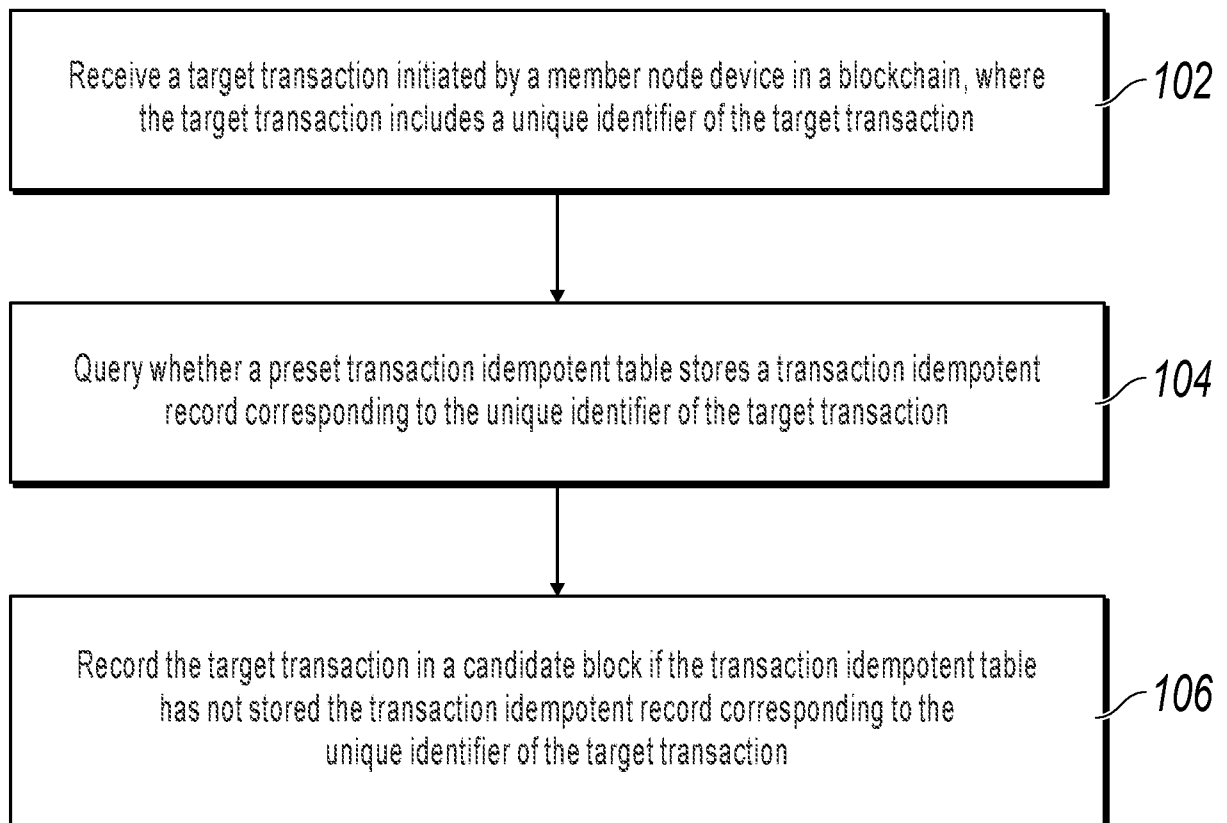 Receive a target transaction initiated by a member node device in a blockchain, where
the target transaction includes a unique identifier of the target transaction
102
Query whether a preset transaction idempotent table stores a transaction idempotent
record corresponding to the unique identifier of the target transaction
104
Record the target transaction in a candidate block if the transaction idempotent table
has not stored the transaction idempotent record corresponding to the
unique identifier of the target transaction
106